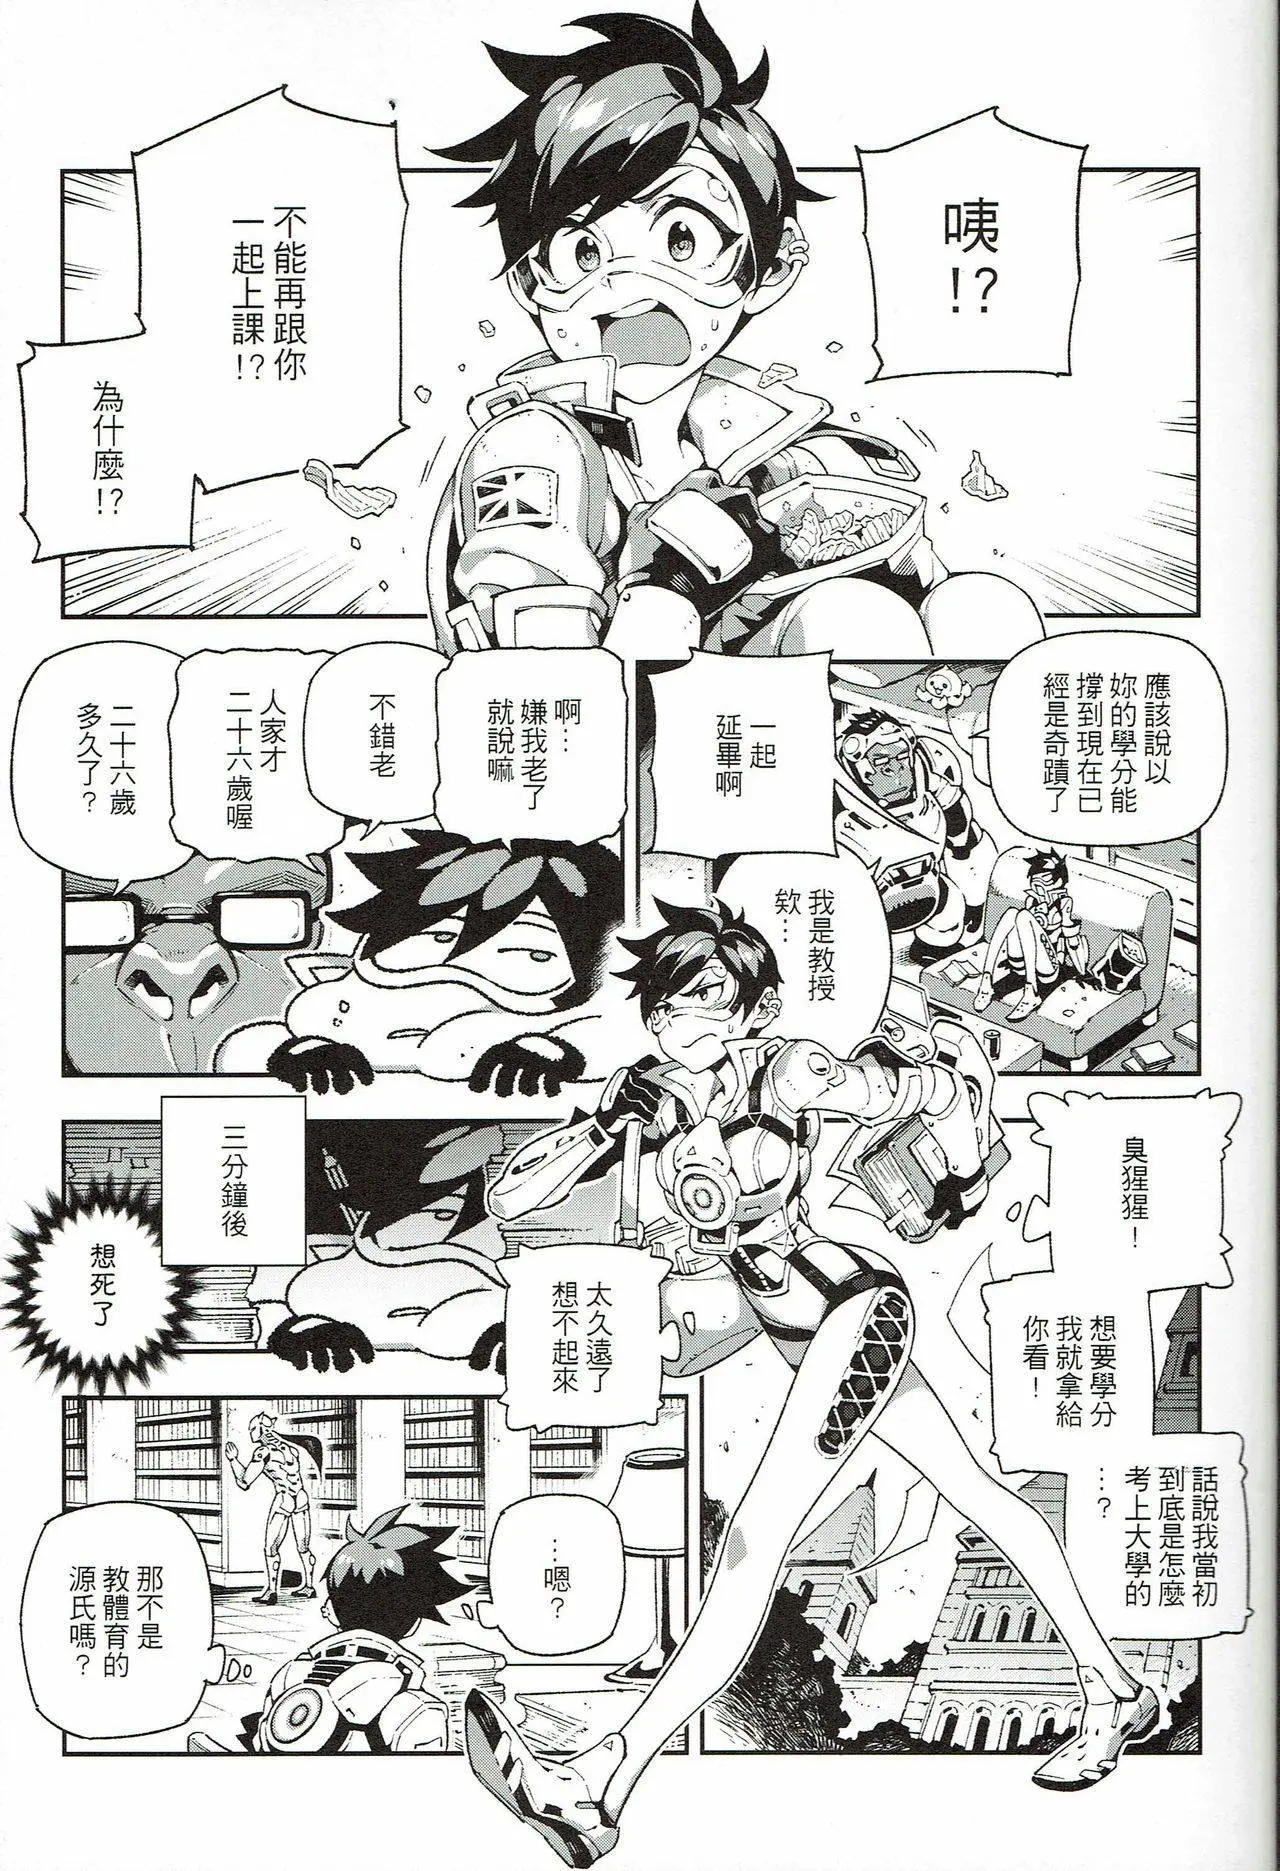 咦!?
不能再跟你
一起上課!?
為什麼!?
應該說以
妳的學分能
撐到現在已
經是奇蹟了
一起
延畢啊
我是教授
欸…
啊…
嫌我老了
就說嘛
不錯老
人家才
二十六歲喔
二十六歲
多久了？
臭猩猩！
想要學分
我就拿給
你看！
話說我當初
到底是怎麼
考上大學的
…？
太久遠了
想不起來
三分鐘後
想死了
…嗯？
那不是
教體育的
源氏嗎？
Do